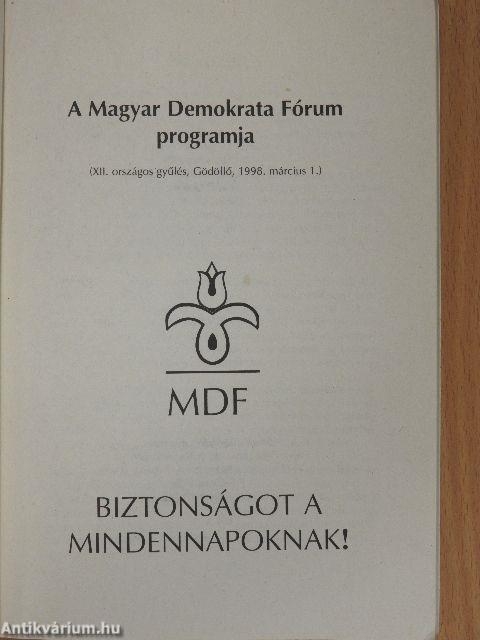 A Magyar Demokrata Fórum
programja
(XII. országos gyűlés, Gödöllő, 1998. március 1.)
MDF
BIZTONSÁGOT A
MINDENNAPOKNAK!
Antikvárium.hu